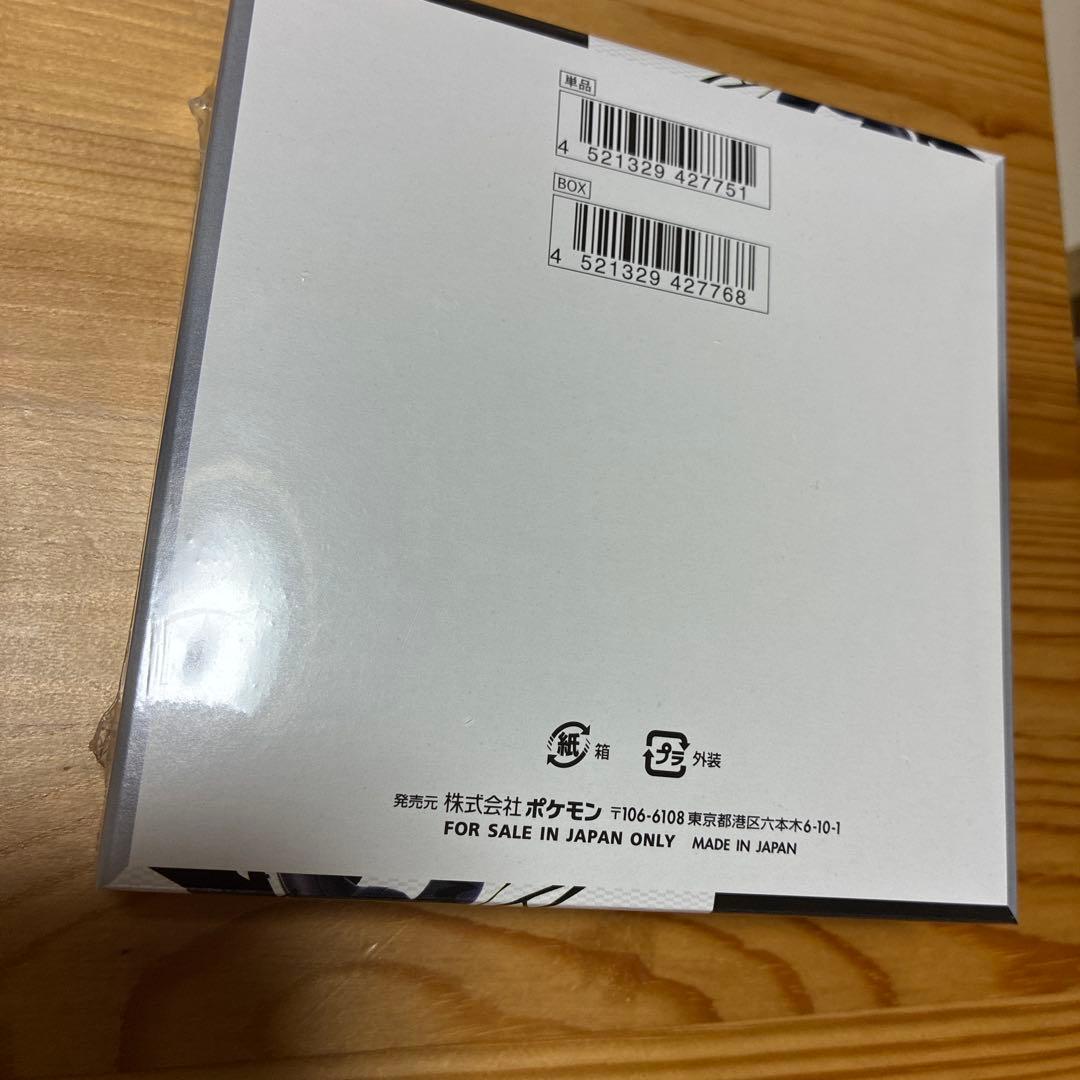 単品
4 521329 427751
BOX
4 521329 427768
紙 箱 プラ 外装
発売元 株式会社 ポケモン 〒106-6108 東京都港区六本木6-10-1
FOR SALE IN JAPAN ONLY MADE IN JAPAN